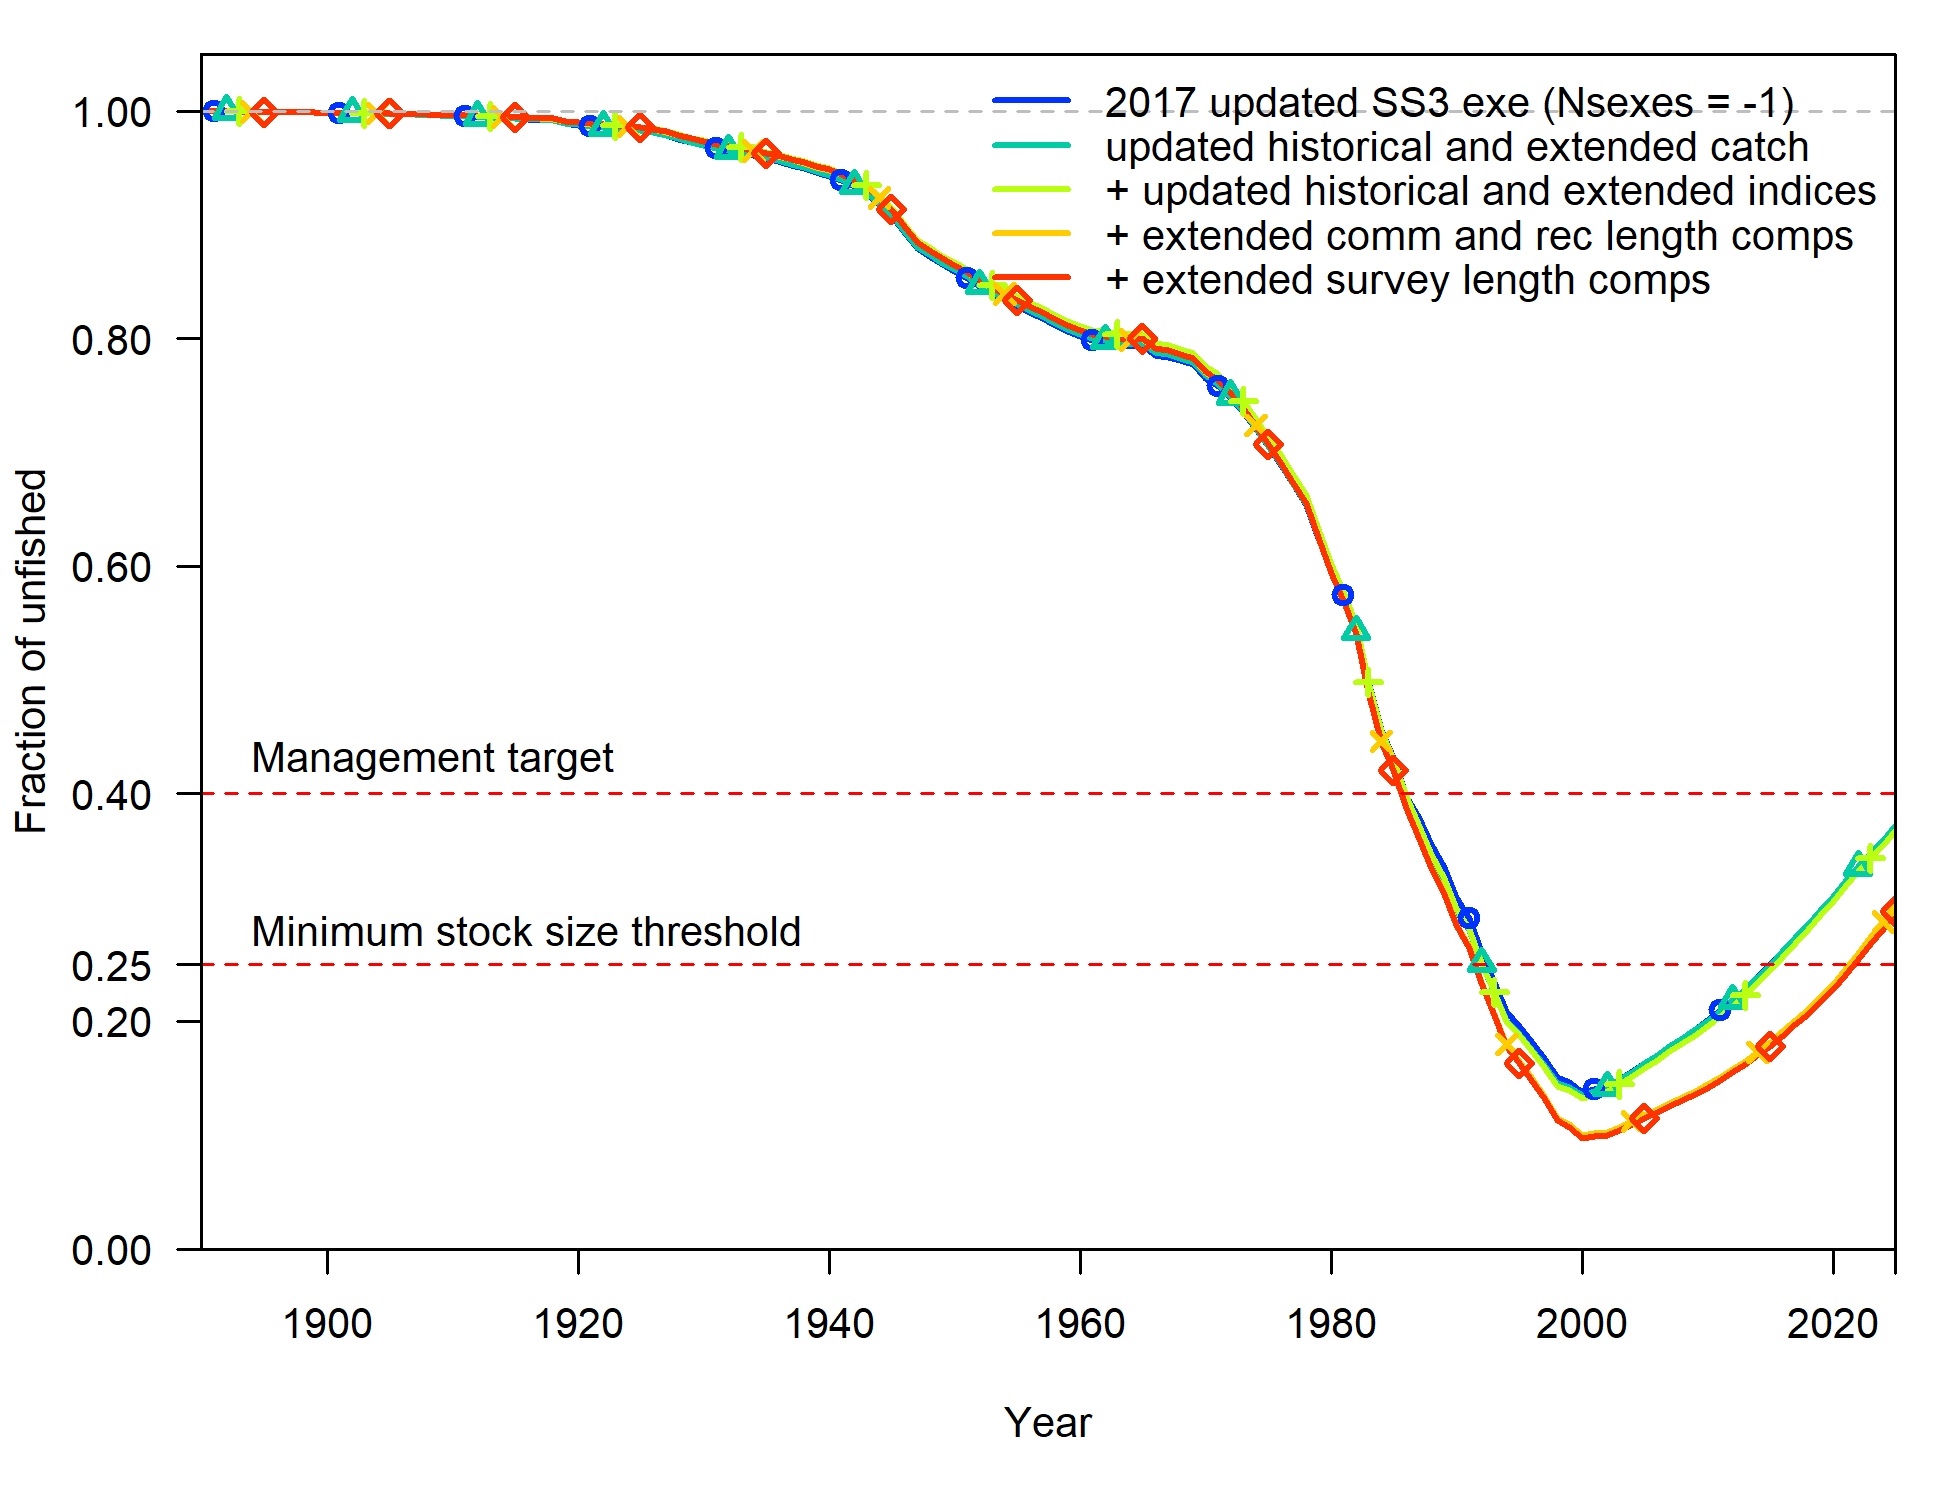 1.00
0.80
0.60
0.40
0.25
0.20
0.00
Fraction of unfished
2017 updated SS3 exe (Nsexes = -1)
updated historical and extended catch
+ updated historical and extended indices
+ extended comm and rec length comps
+ extended survey length comps
Management target
Minimum stock size threshold
1900 1920 1940 1960 1980 2000 2020
Year